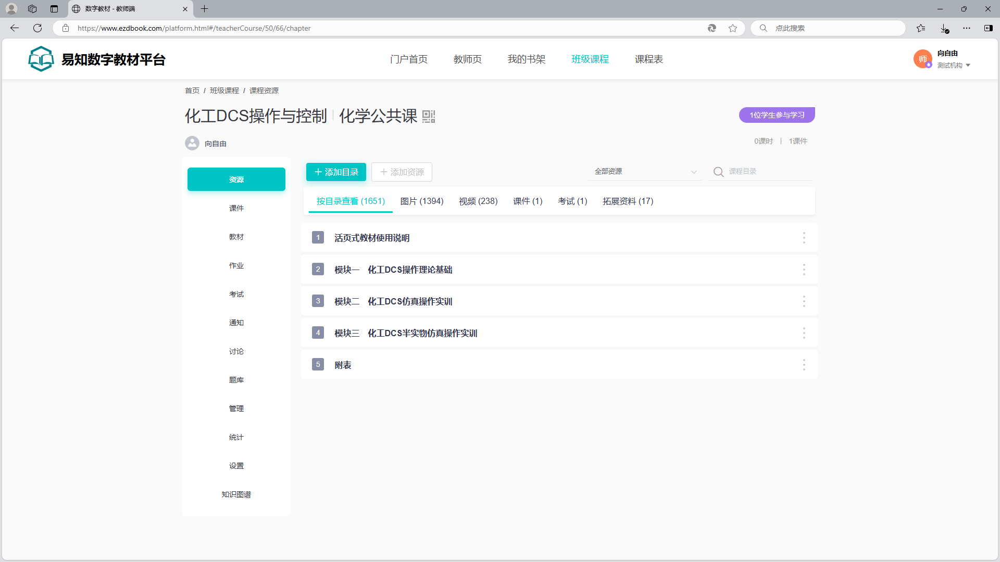 数字教材 - 教师端
https://www.ezdbook.com/platform.html#/teacherCourse/50/66/chapter
点此搜索
易知数字教材平台
门户首页 教师页 我的书架 班级课程 课程表
师
向自由
测试机构
首页 / 班级课程 / 课程资源
化工DCS操作与控制 化学公共课
1位学生参与学习
向自由
0课时 | 1课件
资源
课件
教材
作业
考试
通知
讨论
题库
管理
统计
设置
知识图谱
+ 添加目录 + 添加资源
全部资源 课程目录
按目录查看 (1651) 图片 (1394) 视频 (238) 课件 (1) 考试 (1) 拓展资料 (17)
1 活页式教材使用说明
2 模块一 化工DCS操作理论基础
3 模块二 化工DCS仿真操作实训
4 模块三 化工DCS半实物仿真操作实训
5 附表